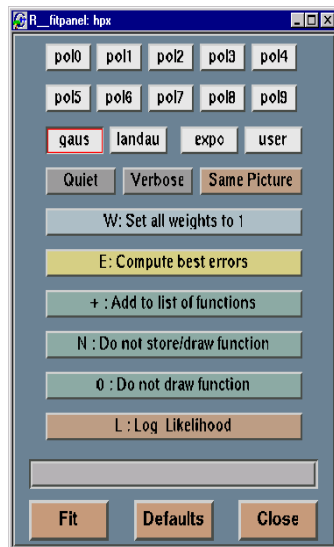 R__fitpanel: hpx
pol0 pol1 pol2 pol3 pol4
pol5 pol6 pol7 pol8 pol9
gaus landau expo user
Quiet Verbose Same Picture
W: Set all weights to 1
E: Compute best errors
+ : Add to list of functions
N : Do not store/draw function
0 : Do not draw function
L : Log Likelihood
Fit Defaults Close